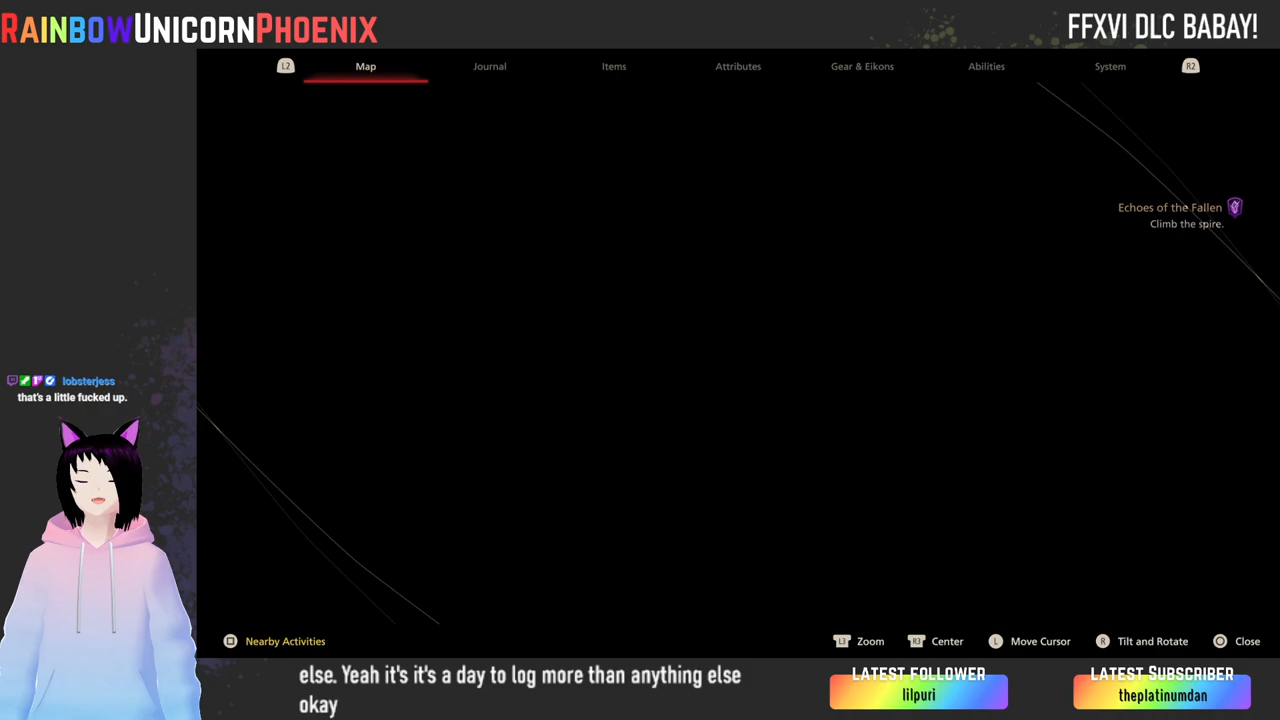 RainbowUnicornPhoenix
FFXVI DLC BABAY!
L2 Map Journal Items Attributes Gear & Eikons Abilities System R2
Echoes of the Fallen
Climb the spire.
lobsterjess
that's a little fucked up.
Nearby Activities
L3 Zoom R3 Center L Move Cursor R Tilt and Rotate Close
else. Yeah it's it's a day to log more than anything else
okay
Latest Follower
lilpuri
Latest Subscriber
theplatinumdan